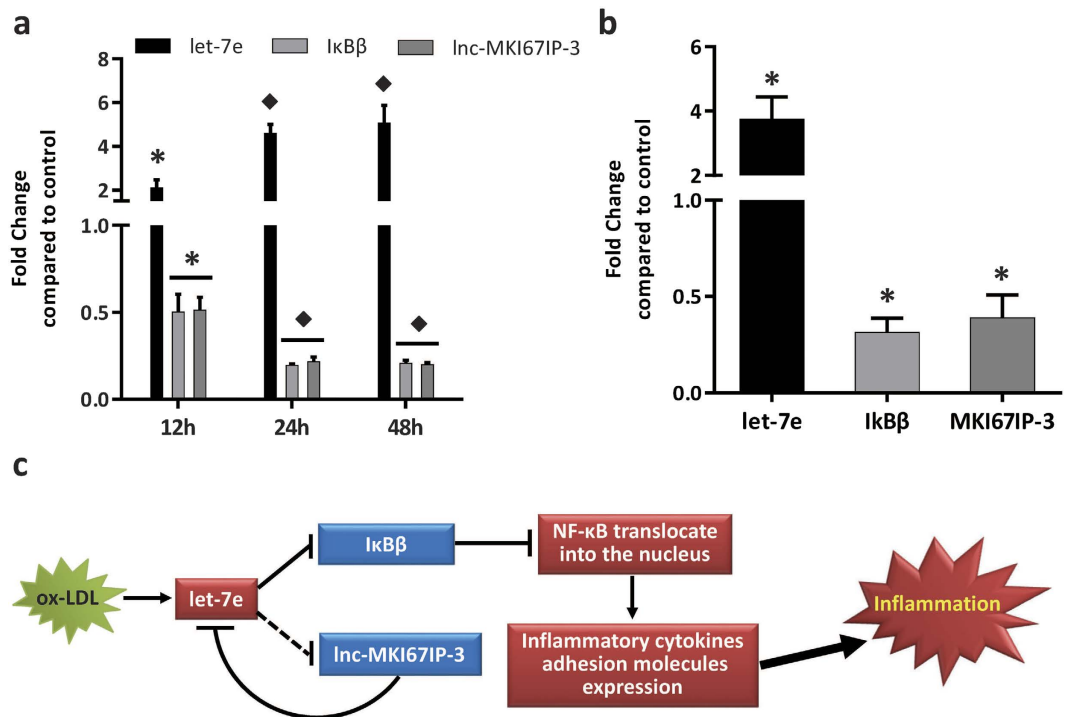 a
let-7e IκBβ lnc-MKI67IP-3
Fold Change
compared to control
8
6
4
2
1.0
0.5
0.0
*
*
12h 24h 48h
b
Fold Change
compared to control
6
4
2
1.0
0.5
0.0
*
*
*
let-7e IkBβ MKI67IP-3
c
ox-LDL
let-7e
IκBβ
lnc-MKI67IP-3
NF-κB translocate
into the nucleus
Inflammatory cytokines
adhesion molecules
expression
Inflammation